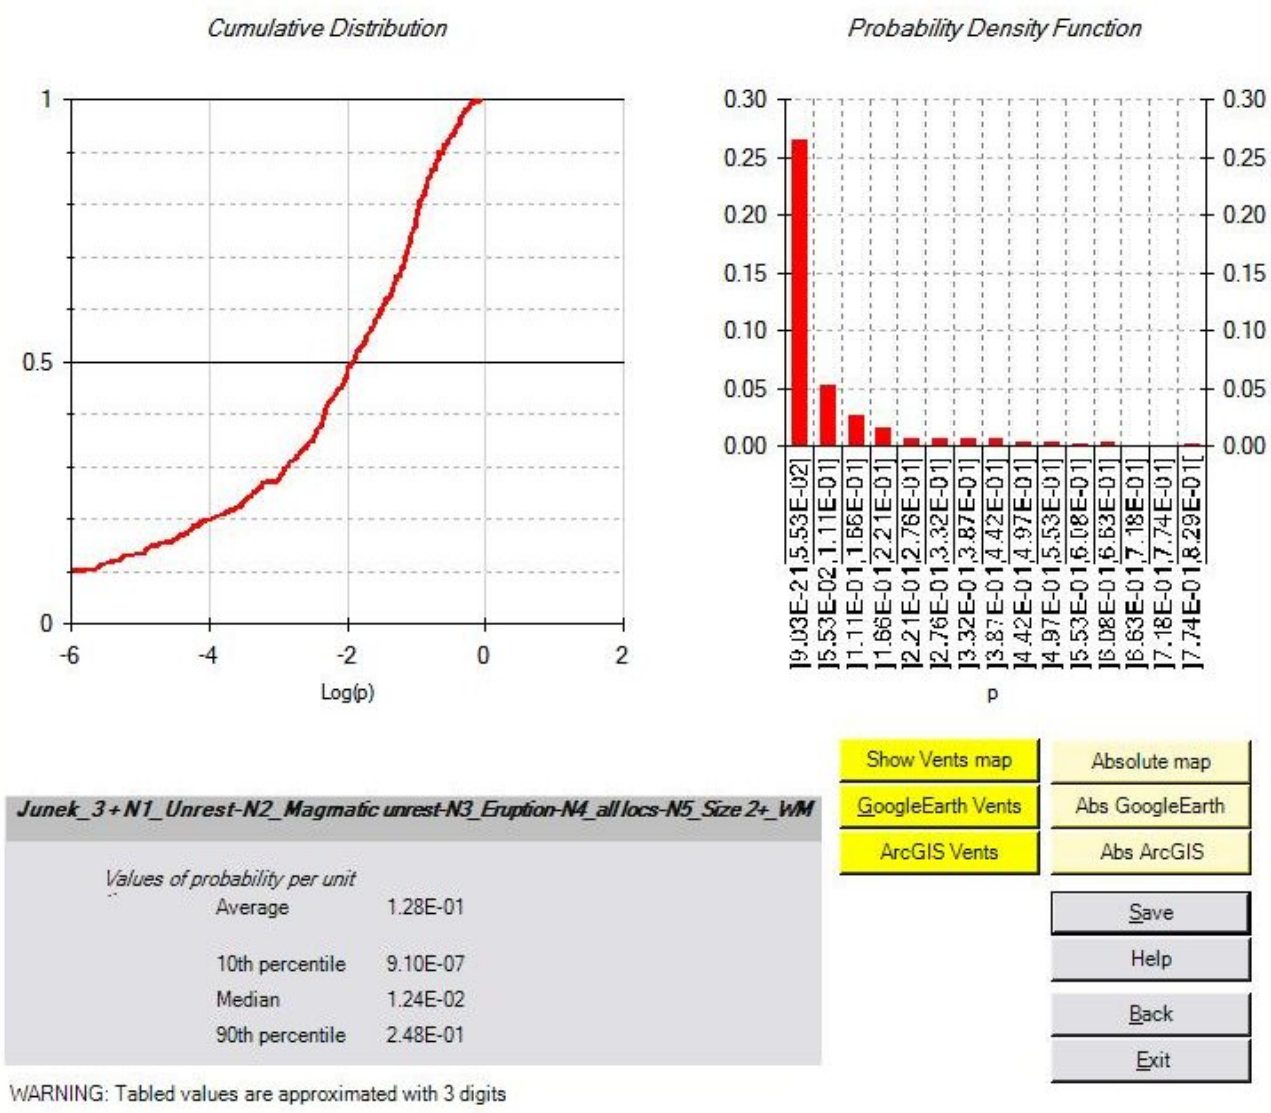 Cumulative Distribution
1
0.5
0
-6
-4
-2
0
2
Log(p)
Probability Density Function
0.30
0.25
0.20
0.15
0.10
0.05
0.00
0.30
0.25
0.20
0.15
0.10
0.05
0.00
]9.03E-21,5.53E-02]
]5.53E-02,1.11E-01]
]1.11E-01,1.66E-01]
]1.66E-01,2.21E-01]
]2.21E-01,2.76E-01]
]2.76E-01,3.32E-01]
]3.32E-01,3.87E-01]
]3.87E-01,4.42E-01]
]4.42E-01,4.97E-01]
]4.97E-01,5.53E-01]
]5.53E-01,6.08E-01]
]6.08E-01,6.63E-01]
]6.63E-01,7.18E-01]
]7.18E-01,7.74E-01]
]7.74E-01,8.29E-01[
p
Show Vents map
Absolute map
GoogleEarth Vents
Abs GoogleEarth
ArcGIS Vents
Abs ArcGIS
Save
Help
Back
Exit
Junek_3 + N1_Unrest-N2_Magmatic unrest-N3_Eruption-N4_all locs-N5_Size 2+_WM
Values of probability per unit
Average 1.28E-01
10th percentile 9.10E-07
Median 1.24E-02
90th percentile 2.48E-01
WARNING: Tabled values are approximated with 3 digits